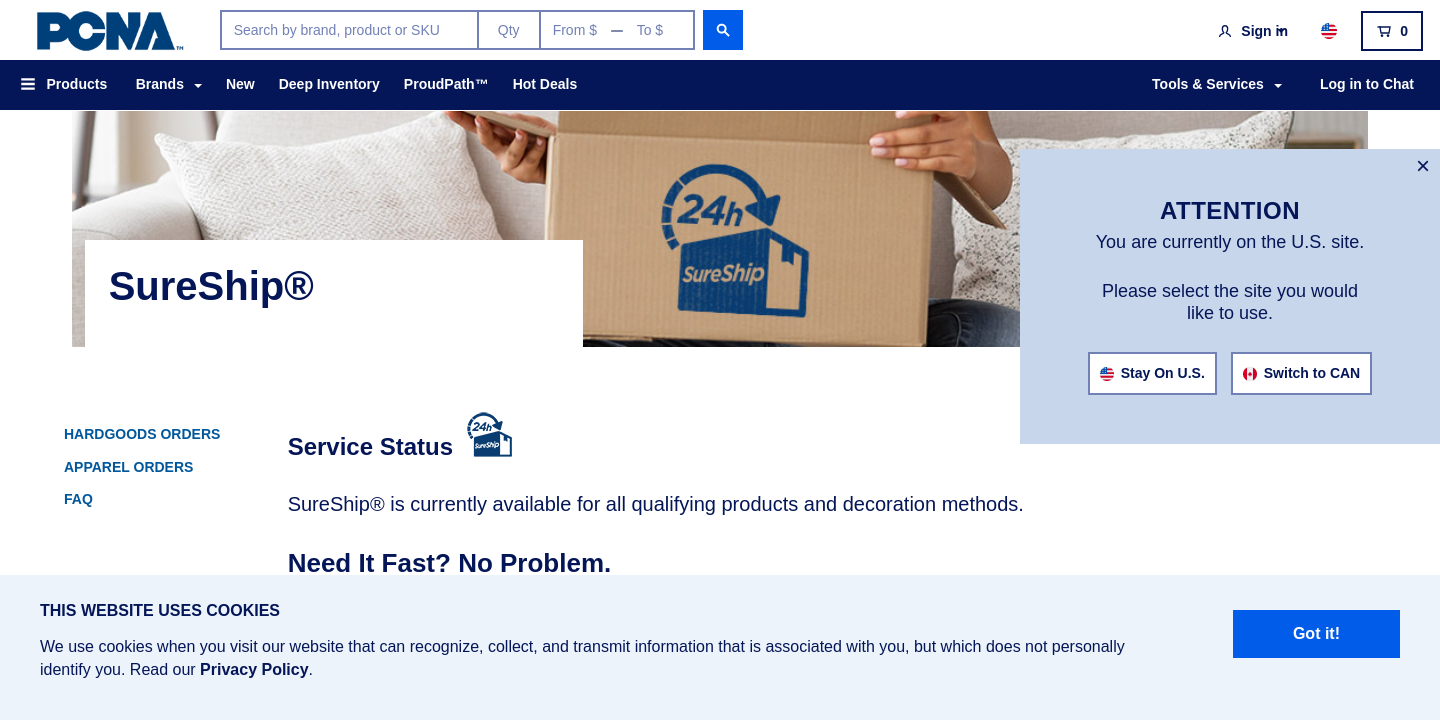 PCNA™
Search by brand, product or SKU
Qty
From $ — To $
Sign in
0
Products
Brands
New
Deep Inventory
ProudPath™
Hot Deals
Tools & Services
Log in to Chat
24h
SureShip
SureShip®
×
ATTENTION
You are currently on the U.S. site.
Please select the site you would
like to use.
Stay On U.S.
Switch to CAN
HARDGOODS ORDERS
APPAREL ORDERS
FAQ
Service Status
24h
SureShip
SureShip® is currently available for all qualifying products and decoration methods.
Need It Fast? No Problem.
THIS WEBSITE USES COOKIES
We use cookies when you visit our website that can recognize, collect, and transmit information that is associated with you, but which does not personally
identify you. Read our Privacy Policy.
Got it!